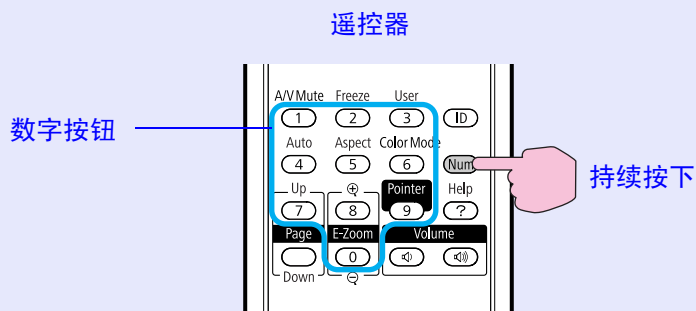 遥控器
A/V Mute Freeze User
1 2 3 ID
数字按钮
Auto Aspect Color Mode
4 5 6 Num
持续按下
Up Pointer Help
7 8 9 ?
Page E-Zoom Volume
0
Down